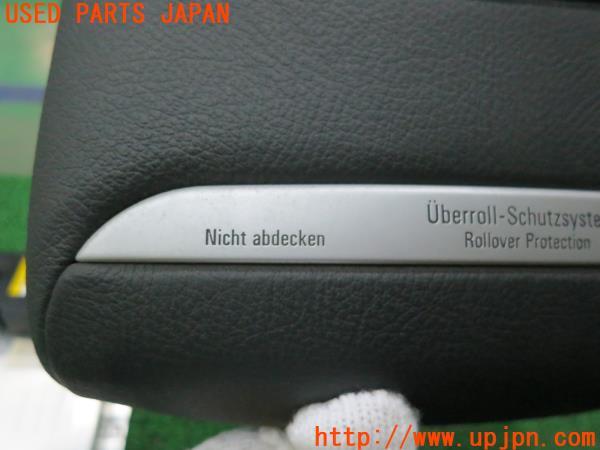 USED PARTS JAPAN
Überroll-Schutzsyste
Nicht abdecken
Rollover Protection
http://www.upjpn.com